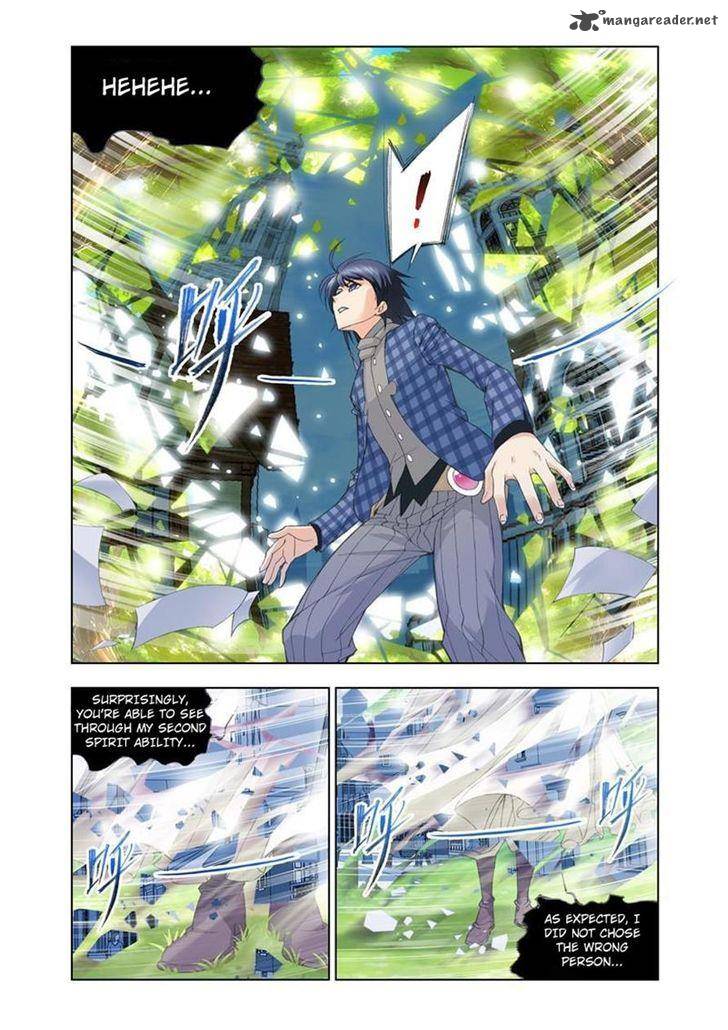 mangareader.net
HEHEHE...
!
呼
SURPRISINGLY,
YOU'RE ABLE TO SEE
THROUGH MY SECOND
SPIRIT ABILITY...
呼
呼
呼
AS EXPECTED, I
DID NOT CHOSE
THE WRONG
PERSON...